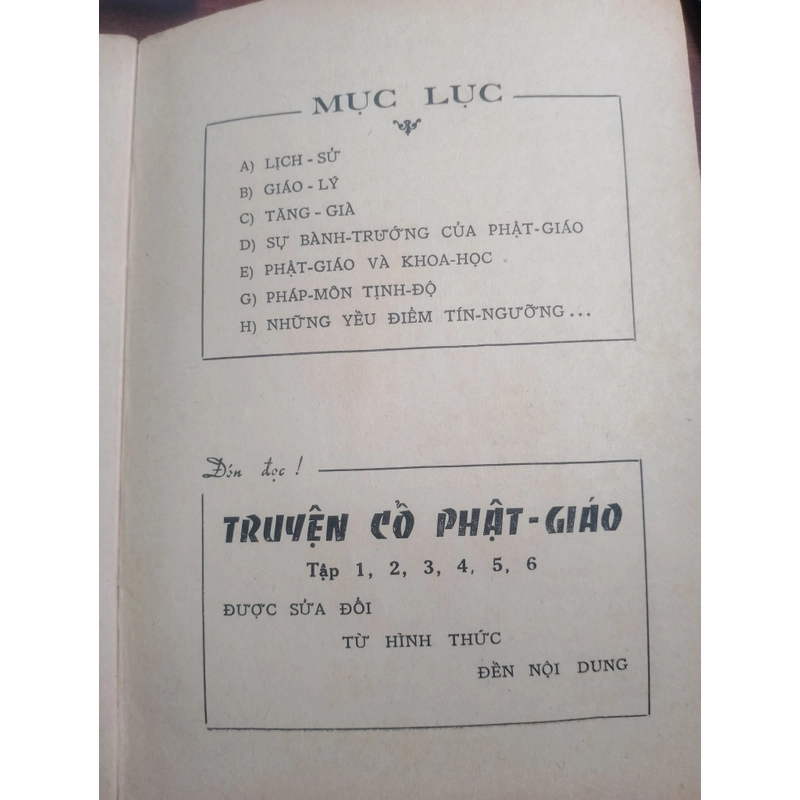 MỤC LỤC
A) LỊCH - SỬ
B) GIÁO - LÝ
C) TĂNG - GIÀ
D) SỰ BÀNH-TRƯỚNG CỦA PHẬT-GIÁO
E) PHẬT-GIÁO VÀ KHOA-HỌC
G) PHÁP-MÔN TỊNH-ĐỘ
H) NHỮNG YẾU ĐIỂM TÍN-NGƯỠNG...
Đón đọc !
TRUYỆN CỔ PHẬT-GIÁO
Tập 1, 2, 3, 4, 5, 6
ĐƯỢC SỬA ĐỔI
TỪ HÌNH THỨC
ĐẾN NỘI DUNG